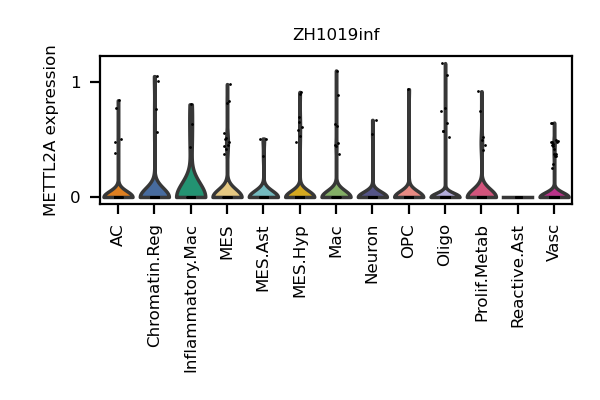 ZH1019inf
METTL2A expression
1
0
AC
Chromatin.Reg
Inflammatory.Mac
MES
MES.Ast
MES.Hyp
Mac
Neuron
OPC
Oligo
Prolif.Metab
Reactive.Ast
Vasc